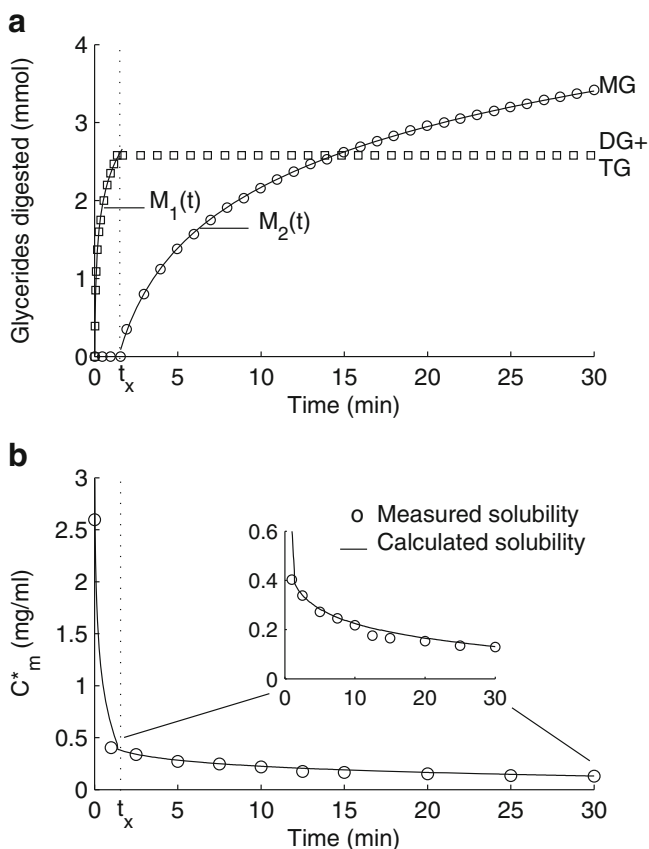 a
Glycerides digested (mmol)
4
3
2
1
0
MG
DG+
TG
M1(t)
M2(t)
0 tx 5 10 15 20 25 30
Time (min)
b
C*m (mg/ml)
3
2.5
2
1.5
1
0.5
0
o Measured solubility
— Calculated solubility
0.6
0.4
0.2
0
0 10 20 30
0 tx 5 10 15 20 25 30
Time (min)